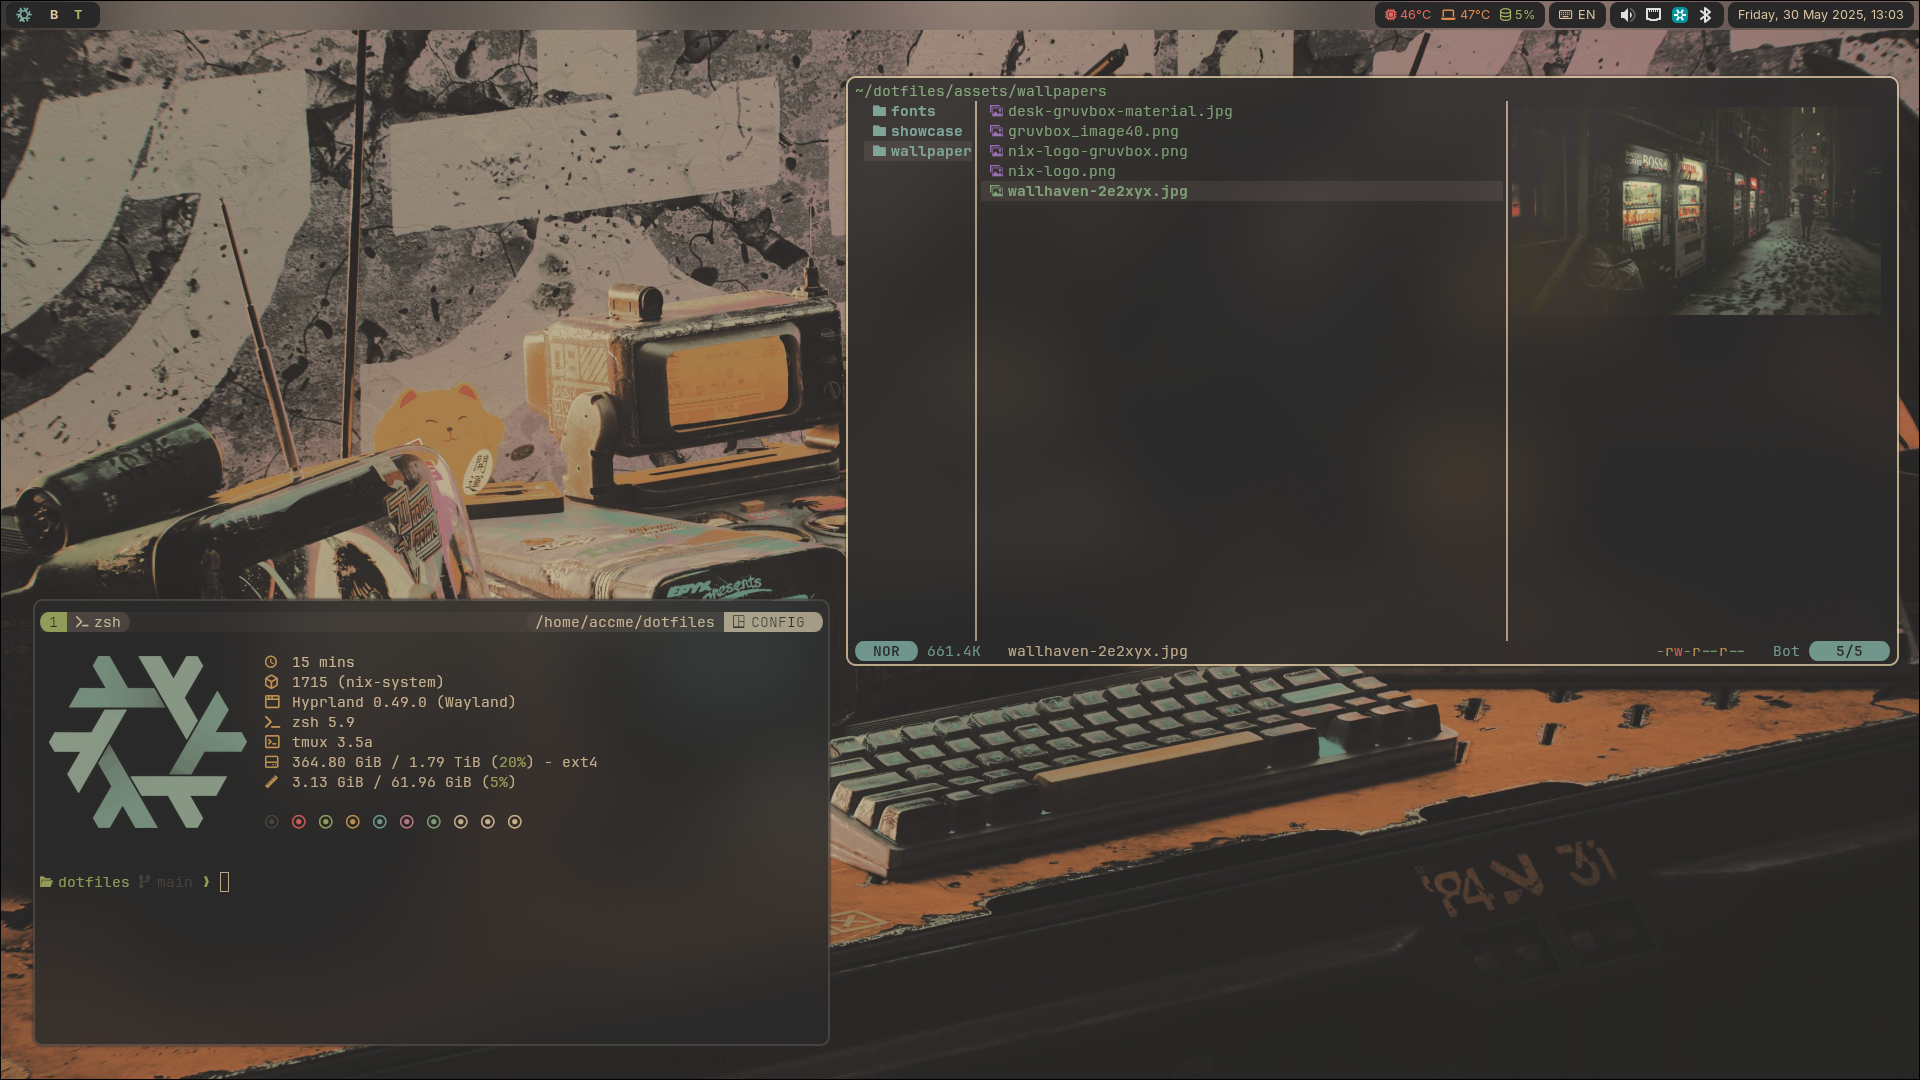 B T
46°C 47°C 5% EN Friday, 30 May 2025, 13:03
~/dotfiles/assets/wallpapers
fonts
showcase
wallpaper
desk-gruvbox-material.jpg
gruvbox_image40.png
nix-logo-gruvbox.png
nix-logo.png
wallhaven-2e2xyx.jpg
BOSS
NOR 661.4K wallhaven-2e2xyx.jpg -rw-r--r-- Bot 5/5
08
presents
1 zsh /home/accme/dotfiles CONFIG
15 mins
1715 (nix-system)
Hyprland 0.49.0 (Wayland)
zsh 5.9
tmux 3.5a
364.80 GiB / 1.79 TiB (20%) - ext4
3.13 GiB / 61.96 GiB (5%)
dotfiles main ❯